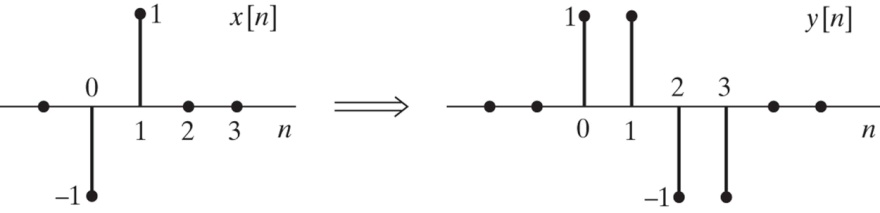 1 x[n] 1 y[n]
0 2 3
1 2 3 n 0 1 n
–1 –1